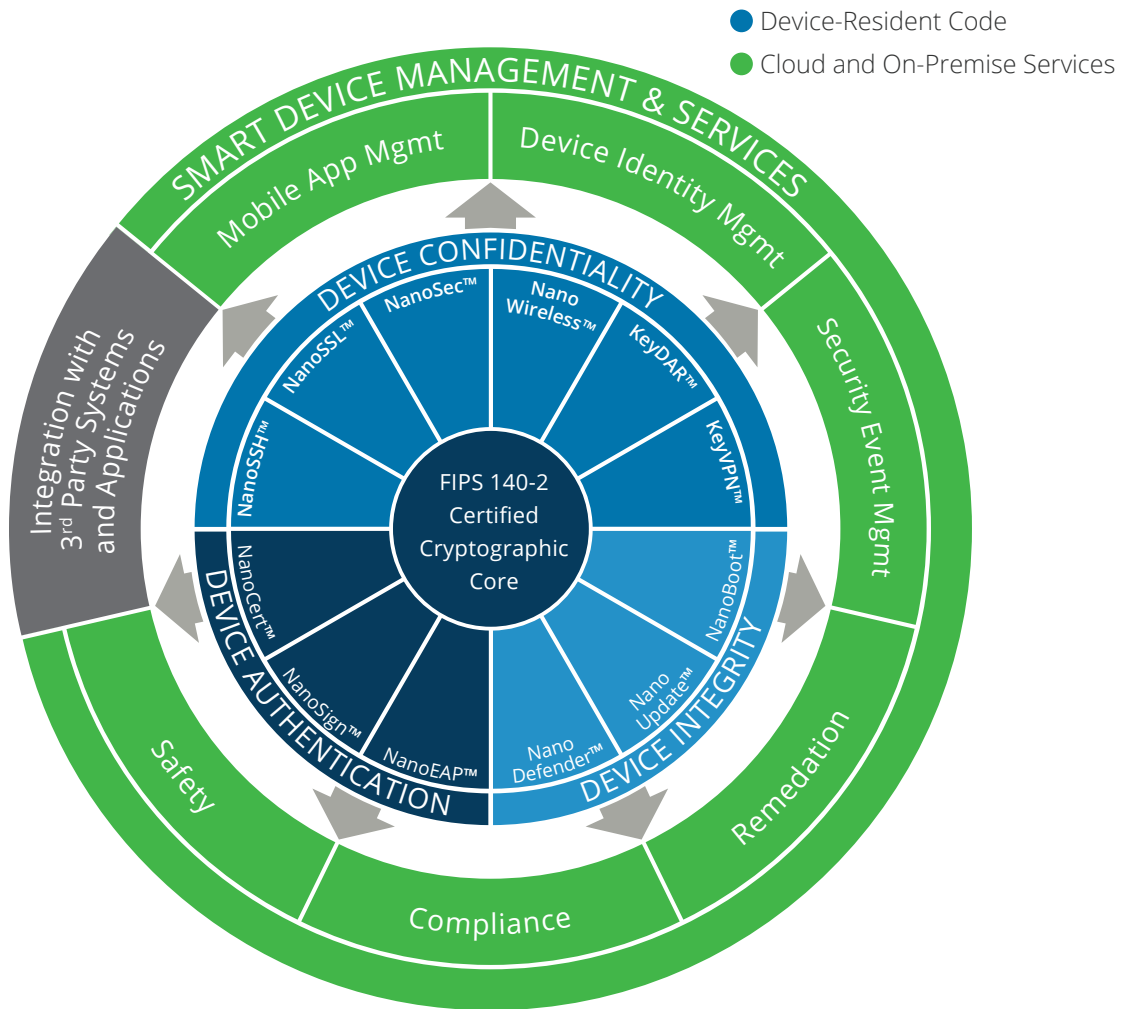 Device-Resident Code
Cloud and On-Premise Services
SMART DEVICE MANAGEMENT & SERVICES
Mobile App Mgmt
Device Identity Mgmt
Security Event Mgmt
Remedation
Compliance
Safety
Integration with
3rd Party Systems
and Applications
DEVICE CONFIDENTIALITY
NanoSSH™
NanoSSL™
NanoSec™
Nano
Wireless™
KeyDAR™
KeyVPN™
DEVICE INTEGRITY
NanoBoot™
Nano
Update™
Nano
Defender™
DEVICE AUTHENTICATION
NanoEAP™
NanoSign™
NanoCert™
FIPS 140-2
Certified
Cryptographic
Core